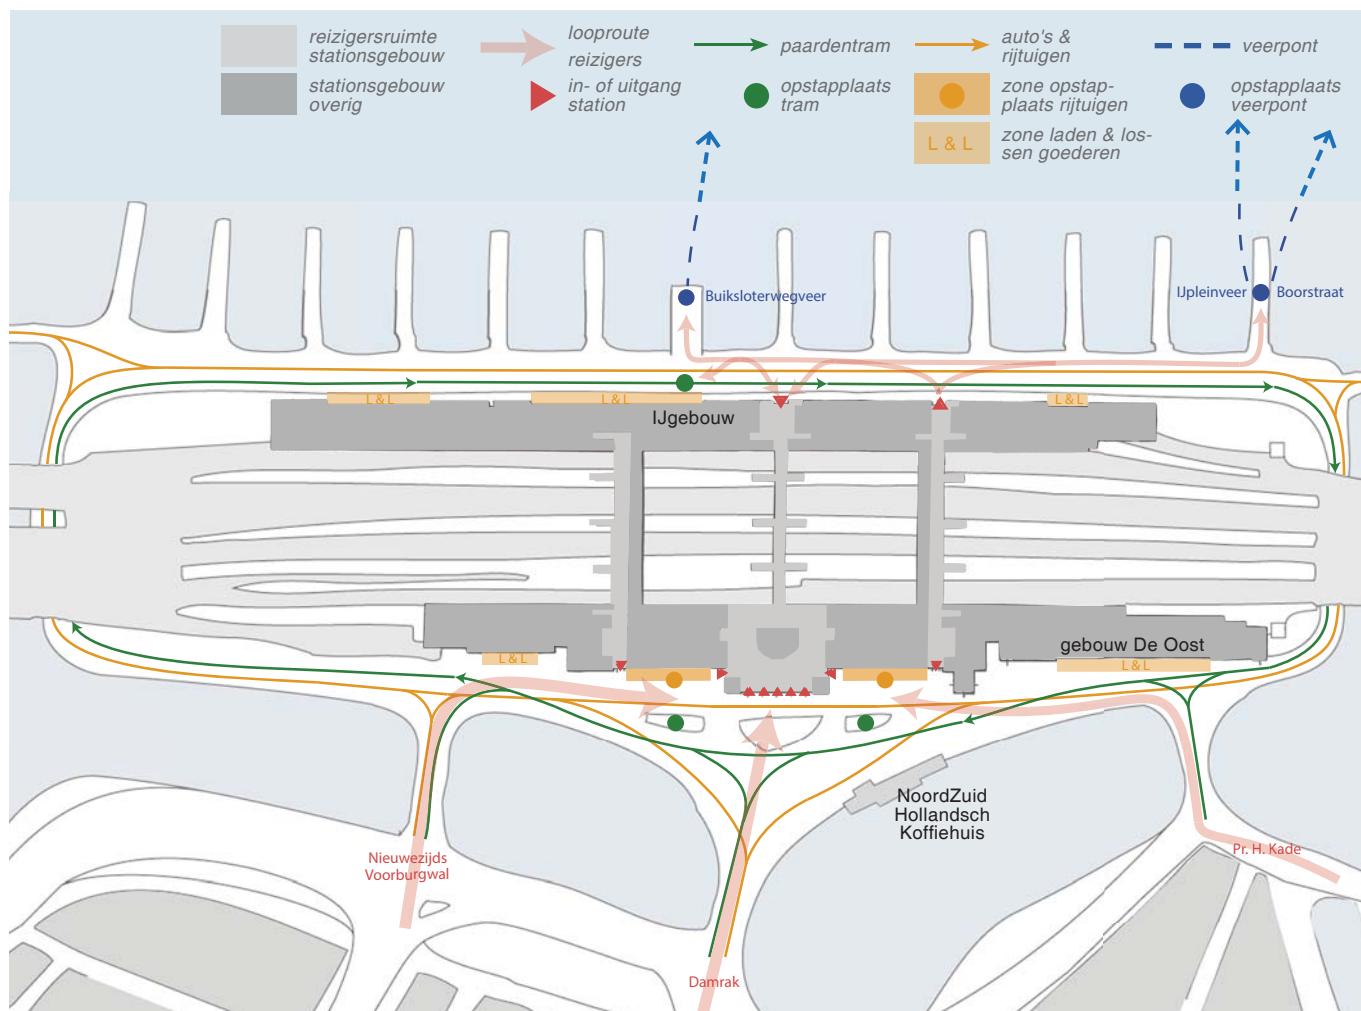 reizigersruimte
stationsgebouw
looproute
reizigers
paardentram
auto's &
rijtuigen
veerpont
stationsgebouw
overig
in- of uitgang
station
opstapplaats
tram
zone opstap-
plaats rijtuigen
opstapplaats
veerpont
L & L
zone laden & los-
sen goederen
Buiksloterwegveer
IJpleinveer
Boorstraat
L & L
L & L
L & L
IJgebouw
gebouw De Oost
L & L
L & L
NoordZuid
Hollandsch
Koffiehuis
Nieuwezijds
Voorburgwal
Pr. H. Kade
Damrak